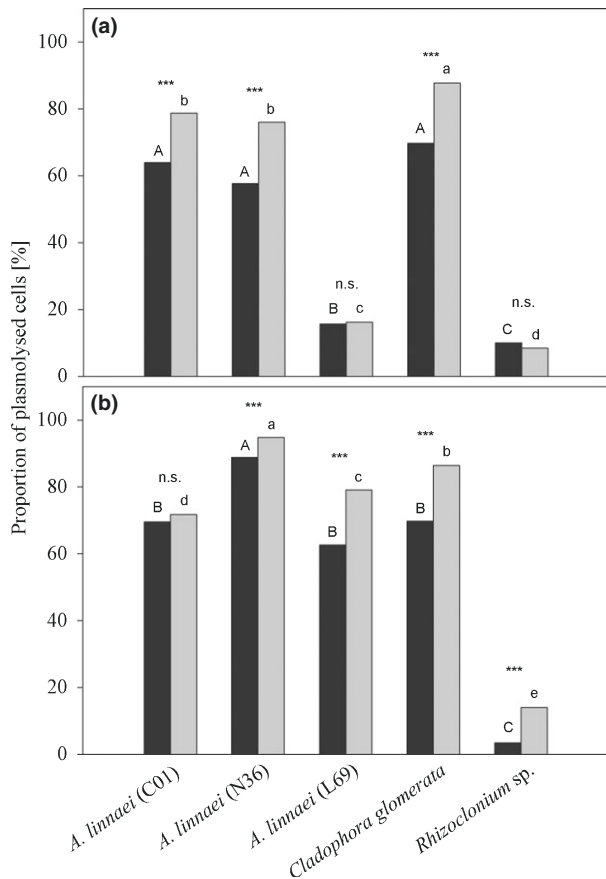 Proportion of plasmolysed cells [%]
(a)
100
80
60
40
20
0
***
A
b
***
A
b
n.s.
B
c
***
A
a
n.s.
C
d
(b)
100
80
60
40
20
0
n.s.
B
d
***
A
a
***
B
c
***
B
b
***
C
e
A. linnaei (C01)
A. linnaei (N36)
A. linnaei (L69)
Cladophora glomerata
Rhizoclonium sp.